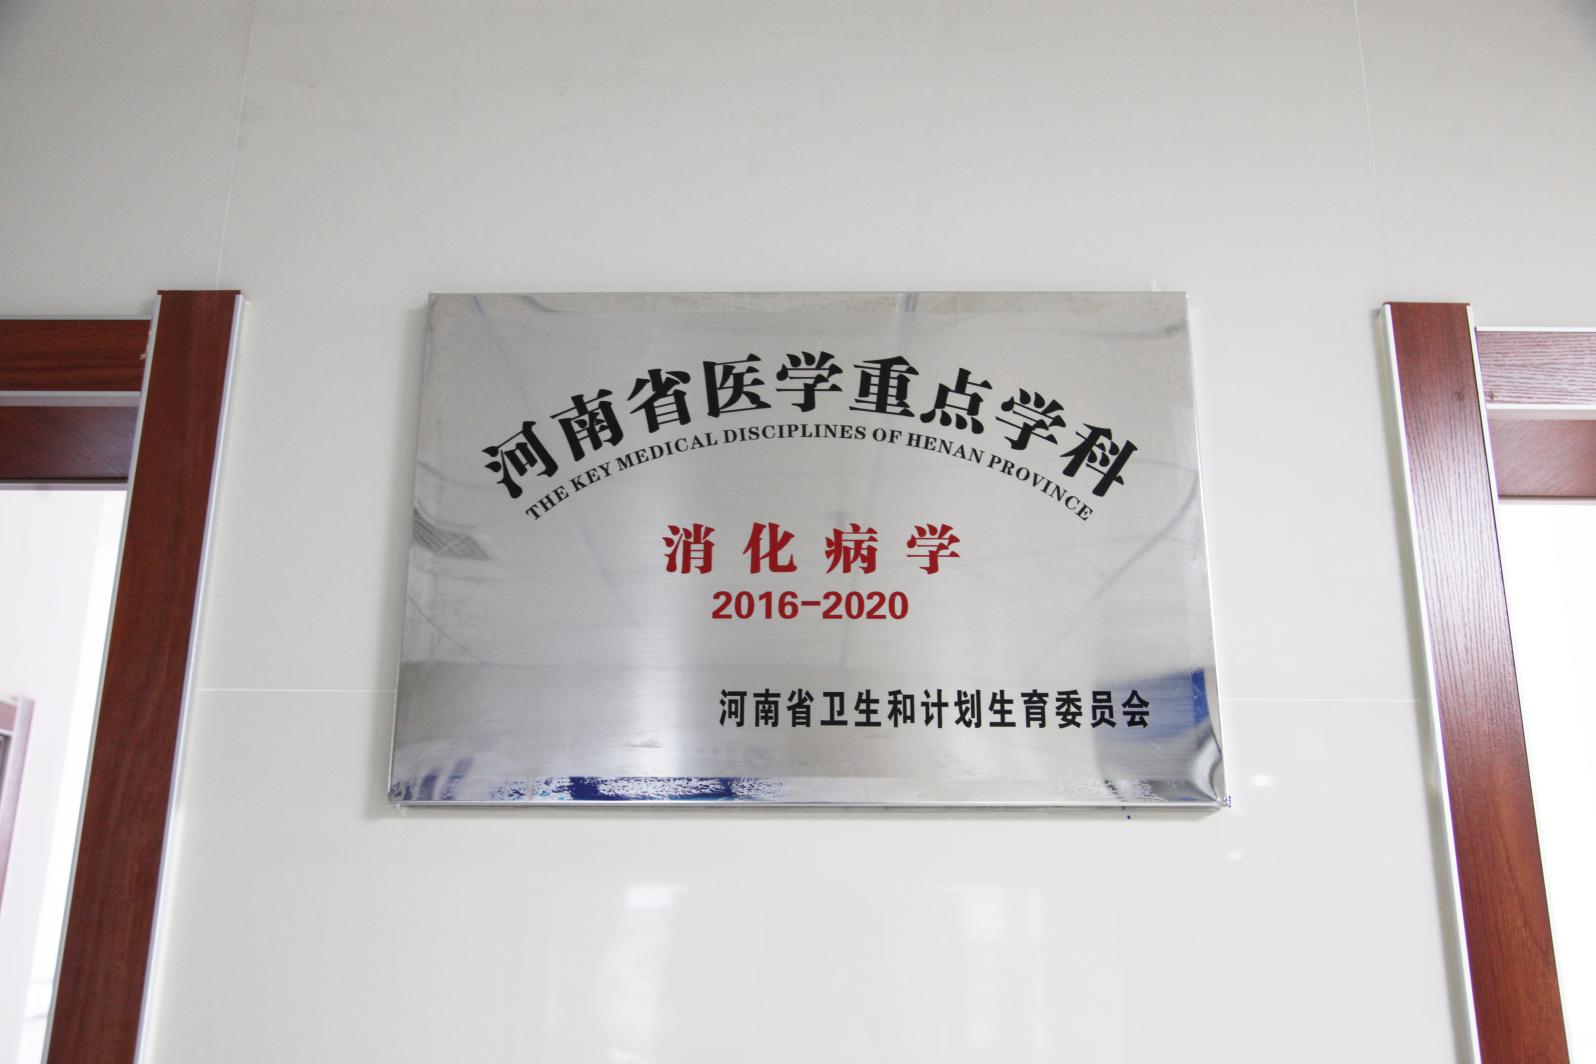 河南省医学重点学科
THE KEY MEDICAL DISCIPLINES OF HENAN PROVINCE
消化病学
2016-2020
河南省卫生和计划生育委员会